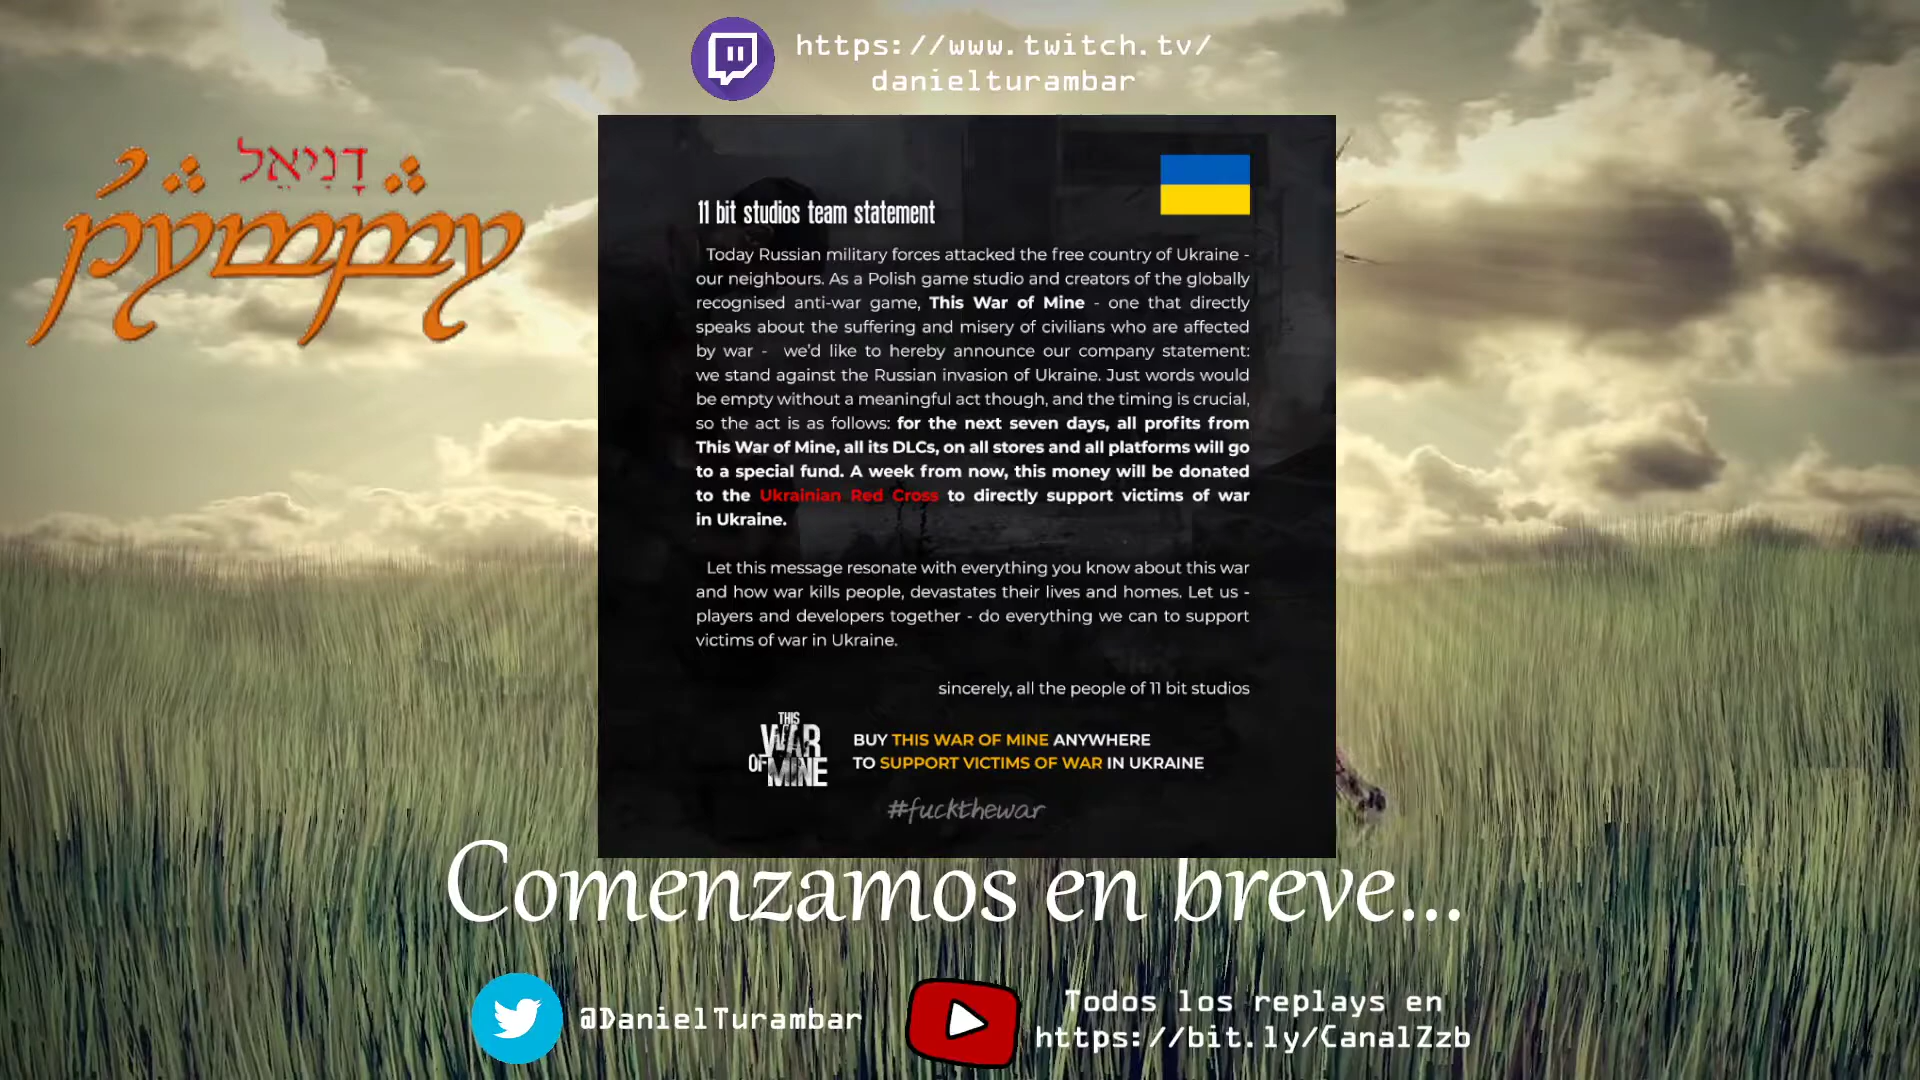 https://www.twitch.tv/
danielturambar
דָנִיאֵל
11 bit studios team statement
Today Russian military forces attacked the free country of Ukraine -
our neighbours. As a Polish game studio and creators of the globally
recognised anti-war game, This War of Mine - one that directly
speaks about the suffering and misery of civilians who are affected
by war - we'd like to hereby announce our company statement:
we stand against the Russian invasion of Ukraine. Just words would
be empty without a meaningful act though, and the timing is crucial,
so the act is as follows: for the next seven days, all profits from
This War of Mine, all its DLCs, on all stores and all platforms will go
to a special fund. A week from now, this money will be donated
to the Ukrainian Red Cross to directly support victims of war
in Ukraine.
Let this message resonate with everything you know about this war
and how war kills people, devastates their lives and homes. Let us -
players and developers together - do everything we can to support
victims of war in Ukraine.
sincerely, all the people of 11 bit studios
THIS
WAR
OF MINE
BUY THIS WAR OF MINE ANYWHERE
TO SUPPORT VICTIMS OF WAR IN UKRAINE
#fuckthewar
Comenzamos en breve...
@DanielTurambar
Todos los replays en
https://bit.ly/CanalZzb